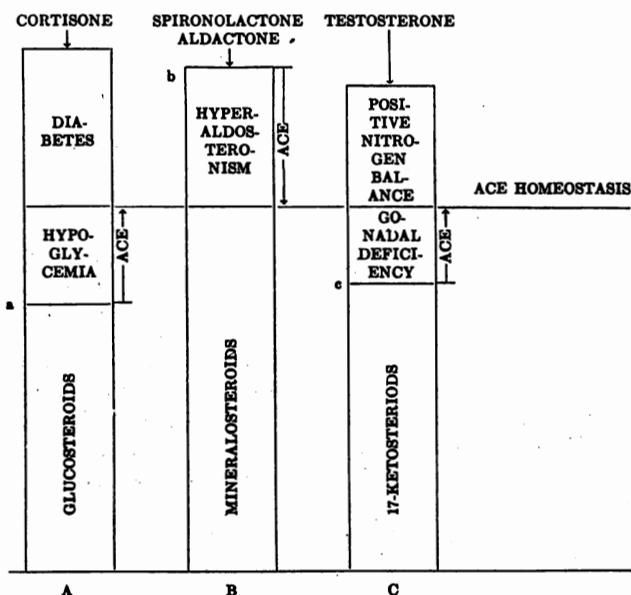 CORTISONE
SPIRONOLACTONE
ALDACTONE
TESTOSTERONE
b
DIA-
BETES
HYPER-
ALDOS-
TERO-
NISM
ACE
POSI-
TIVE
NITRO-
GEN
BAL-
ANCE
ACE HOMEOSTASIS
HYPO-
GLY-
CEMIA
ACE
GO-
NADAL
DEFICI-
ENCY
ACE
a
c
GLUCOSTEROIDS
MINERALOSTEROIDS
17-KETOSTERIODS
A
B
C